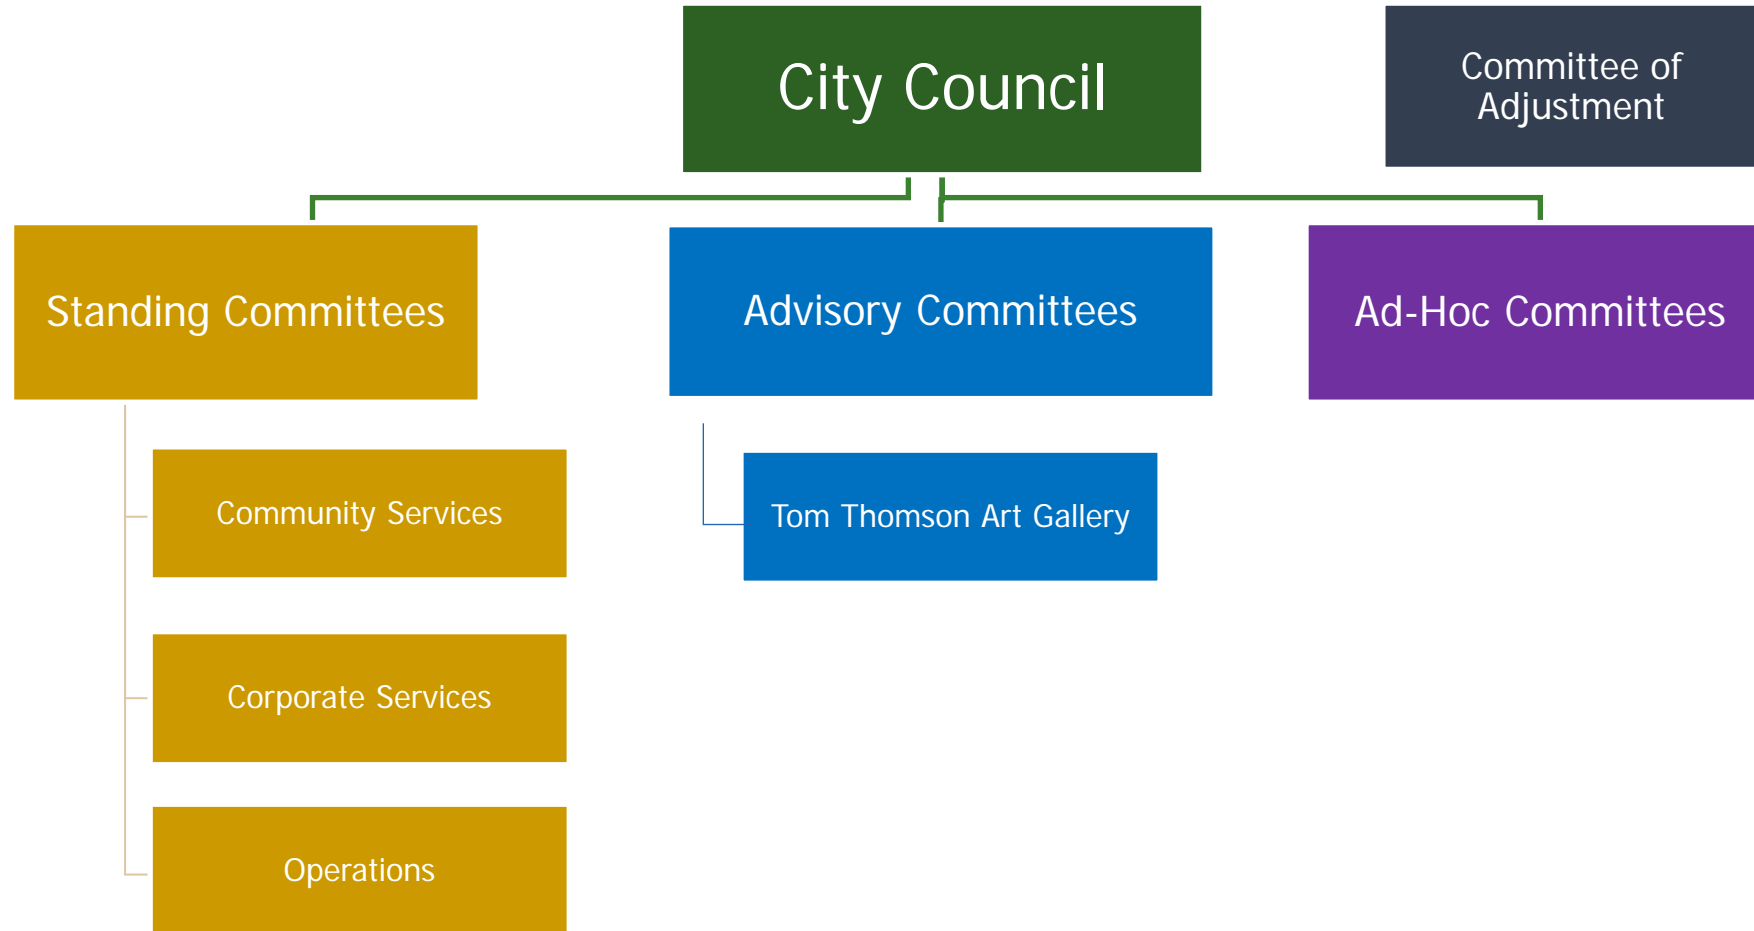 City Council
Committee of
Adjustment
Standing Committees
Advisory Committees
Ad-Hoc Committees
Community Services
Tom Thomson Art Gallery
Corporate Services
Operations